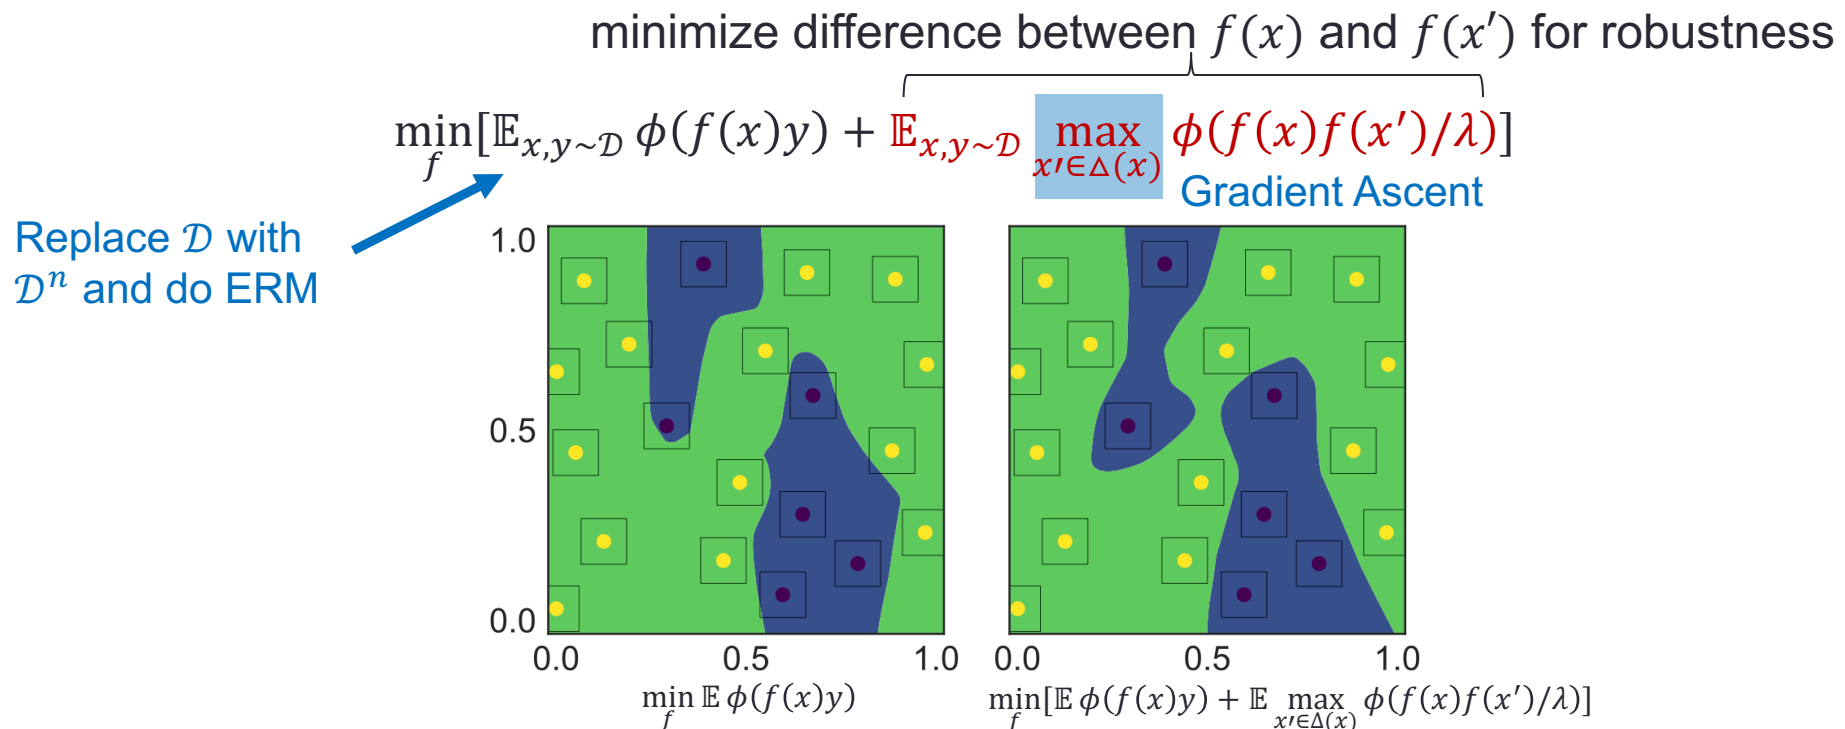 minimize difference between f(x) and f(x′) for robustness
min_f [𝔼_{x,y∼𝒟} ϕ(f(x)y) + 𝔼_{x,y∼𝒟} max_{x′∈Δ(x)} ϕ(f(x)f(x′)/λ)]
Gradient Ascent
Replace 𝒟 with
𝒟ⁿ and do ERM
1.0
0.5
0.0
0.0 0.5 1.0
0.0 0.5 1.0
min_f 𝔼 ϕ(f(x)y)
min_f [𝔼 ϕ(f(x)y) + 𝔼 max_{x′∈Δ(x)} ϕ(f(x)f(x′)/λ)]